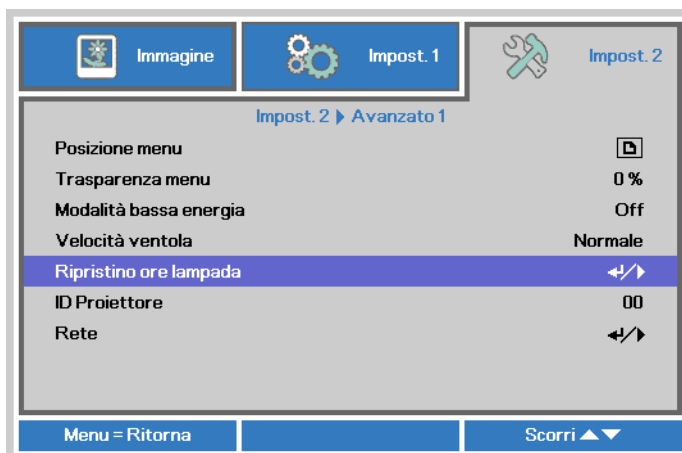 Immagine
Impost. 1
Impost. 2
Impost. 2 ▶ Avanzato 1
Posizione menu
Trasparenza menu 0 %
Modalità bassa energia Off
Velocità ventola Normale
Ripristino ore lampada ↵/▶
ID Proiettore 00
Rete ↵/▶
Menu = Ritorna Scorri ▲▼